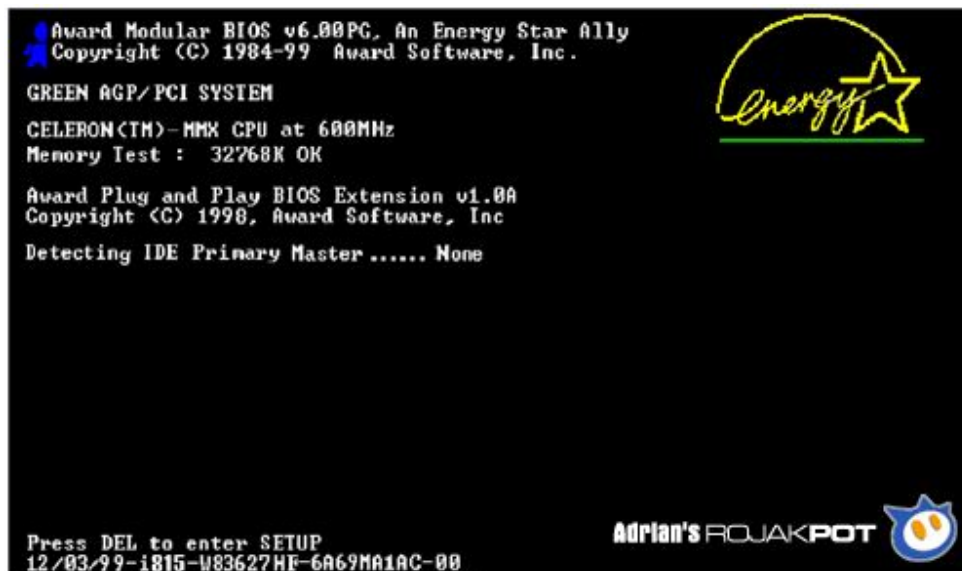 Award Modular BIOS v6.00PG, An Energy Star Ally
Copyright (C) 1984-99 Award Software, Inc.
energy
GREEN AGP/PCI SYSTEM
CELERON(TM)-MMX CPU at 600MHz
Memory Test : 32768K OK
Award Plug and Play BIOS Extension v1.0A
Copyright (C) 1998, Award Software, Inc
Detecting IDE Primary Master ...... None
Adrian's ROJAKPOT
Press DEL to enter SETUP
12/03/99-i815-W83627HF-6A69MA1AC-00